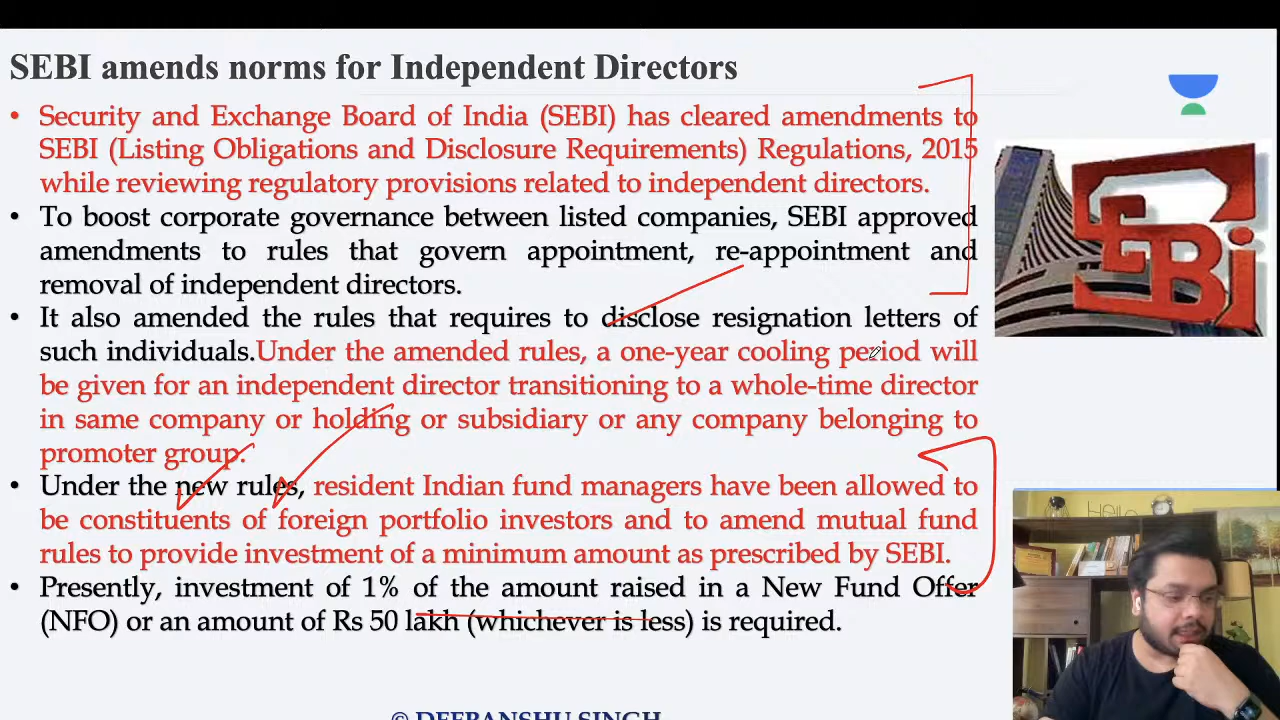 SEBI amends norms for Independent Directors
• Security and Exchange Board of India (SEBI) has cleared amendments to
SEBI (Listing Obligations and Disclosure Requirements) Regulations, 2015
while reviewing regulatory provisions related to independent directors.
• To boost corporate governance between listed companies, SEBI approved
amendments to rules that govern appointment, re-appointment and
removal of independent directors.
• It also amended the rules that requires to disclose resignation letters of
such individuals.Under the amended rules, a one-year cooling period will
be given for an independent director transitioning to a whole-time director
in same company or holding or subsidiary or any company belonging to
promoter group.
• Under the new rules, resident Indian fund managers have been allowed to
be constituents of foreign portfolio investors and to amend mutual fund
rules to provide investment of a minimum amount as prescribed by SEBI.
• Presently, investment of 1% of the amount raised in a New Fund Offer
(NFO) or an amount of Rs 50 lakh (whichever is less) is required.
SEBI
Hello
© DEEPANSHU SINGH